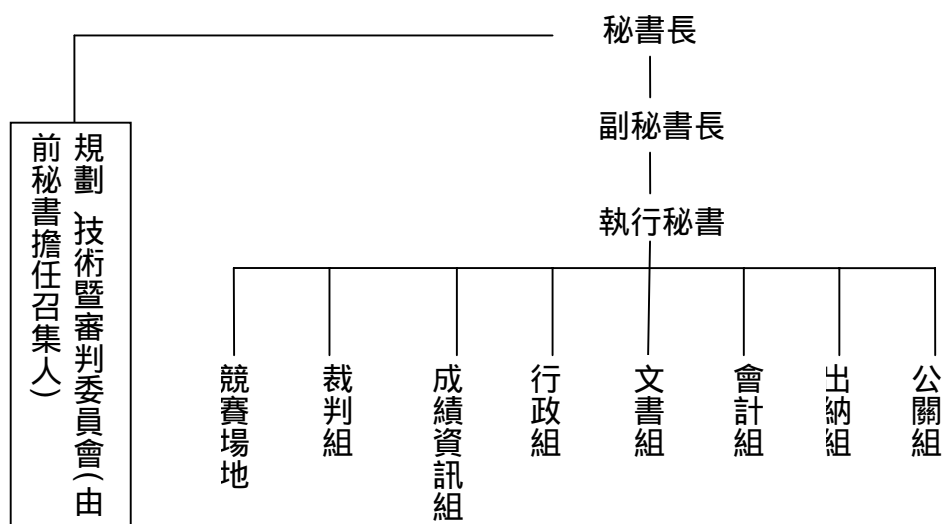 秘書長
副秘書長
執行秘書
規劃、技術暨審判委員會(由
前秘書擔任召集人)
競賽場地
裁判組
成績資訊組
行政組
文書組
會計組
出納組
公關組